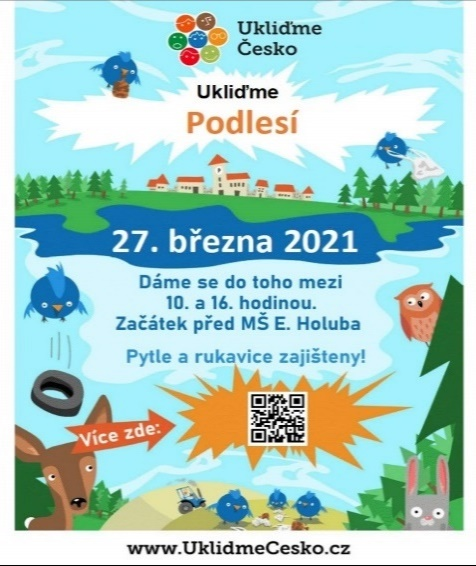 Ukliďme
Česko
Ukliďme
Podlesí
27. března 2021
Dáme se do toho mezi
10. a 16. hodinou.
Začátek před MŠ E. Holuba
Pytle a rukavice zajišteny!
Více zde:
www.UklidmeCesko.cz